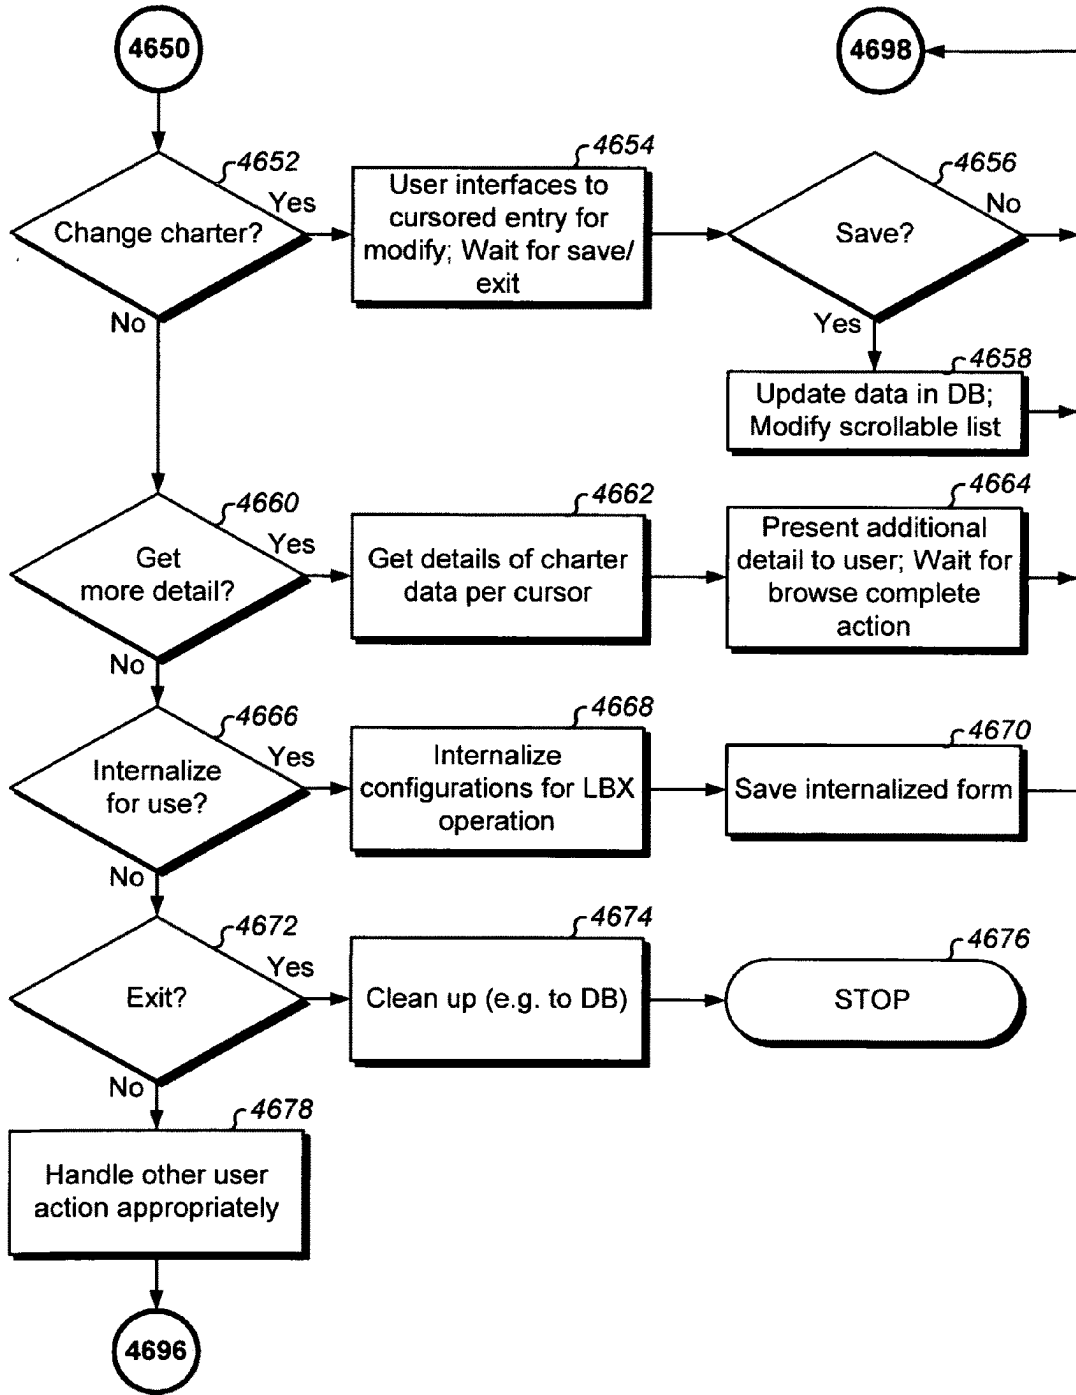 4650
4698
4652
Change charter?
Yes
No
4654
User interfaces to
cursored entry for
modify; Wait for save/
exit
4656
Save?
No
Yes
4658
Update data in DB;
Modify scrollable list
4660
Get
more detail?
Yes
No
4662
Get details of charter
data per cursor
4664
Present additional
detail to user; Wait for
browse complete
action
4666
Internalize
for use?
Yes
No
4668
Internalize
configurations for LBX
operation
4670
Save internalized form
4672
Exit?
Yes
No
4674
Clean up (e.g. to DB)
4676
STOP
4678
Handle other user
action appropriately
4696